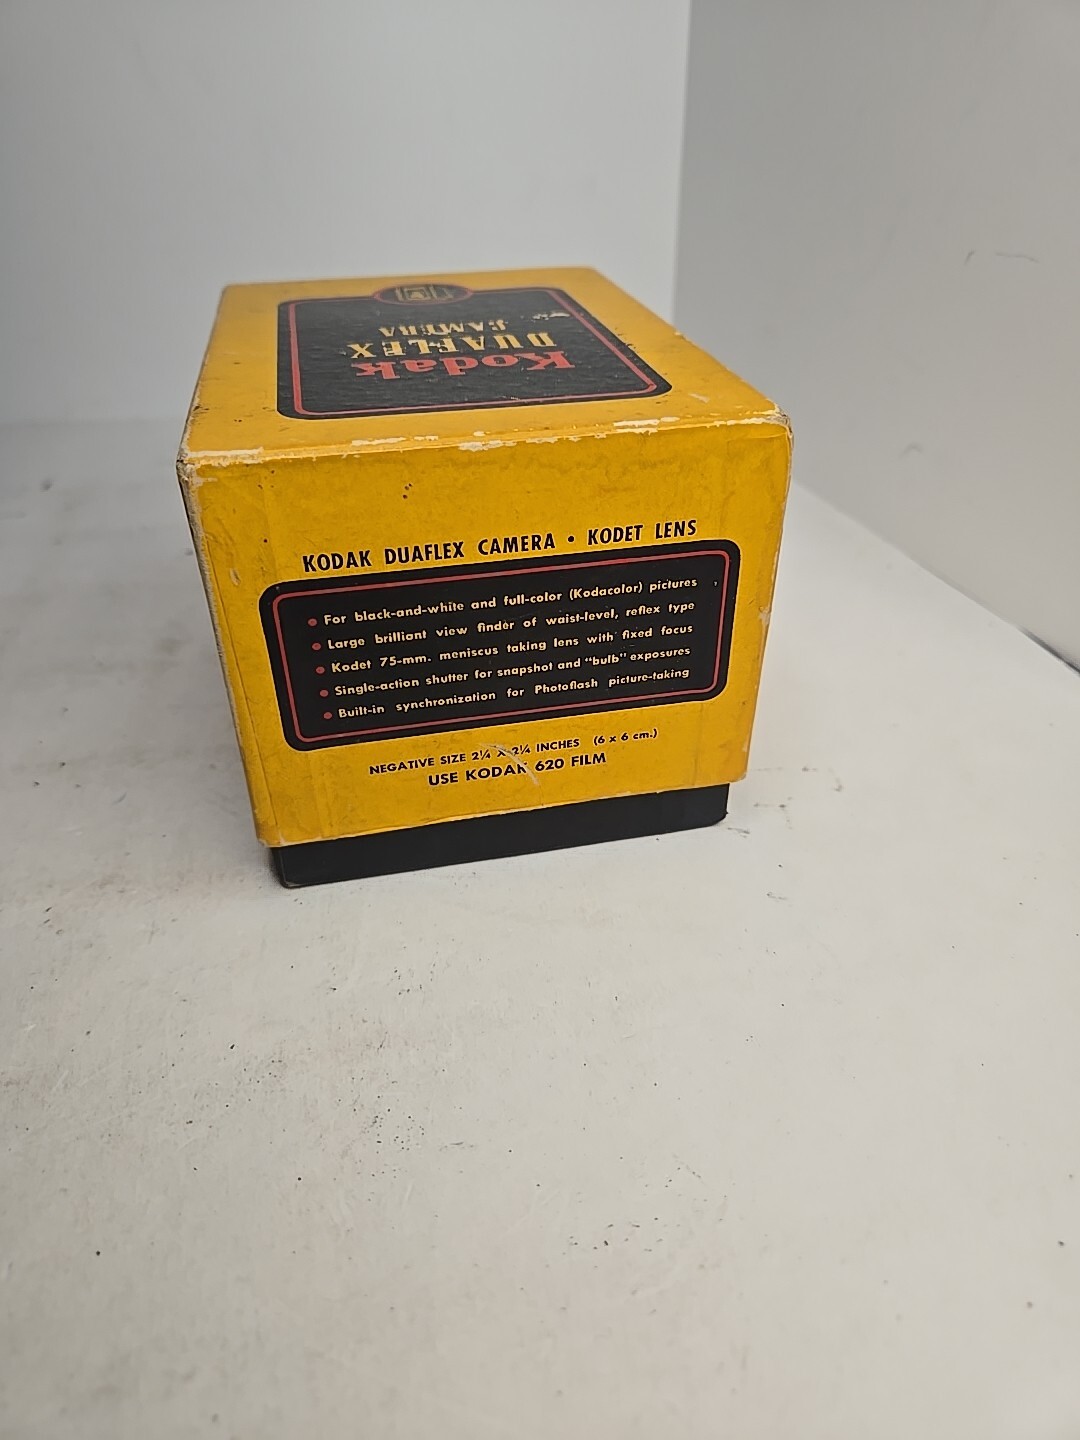 Kodak
DUAFLEX
CAMERA
KODAK DUAFLEX CAMERA • KODET LENS
• For black-and-white and full-color (Kodacolor) pictures
• Large brilliant view finder of waist-level, reflex type
• Kodet 75-mm. meniscus taking lens with fixed focus
• Single-action shutter for snapshot and "bulb" exposures
• Built-in synchronization for Photoflash picture-taking
NEGATIVE SIZE 2¼ X 2¼ INCHES (6 x 6 cm.)
USE KODAK 620 FILM